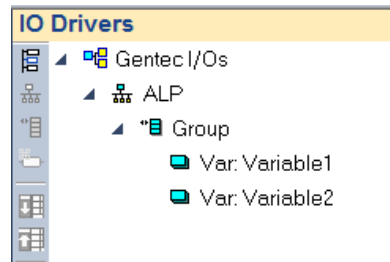 IO Drivers
Gentec I/Os
ALP
Group
Var: Variable1
Var: Variable2